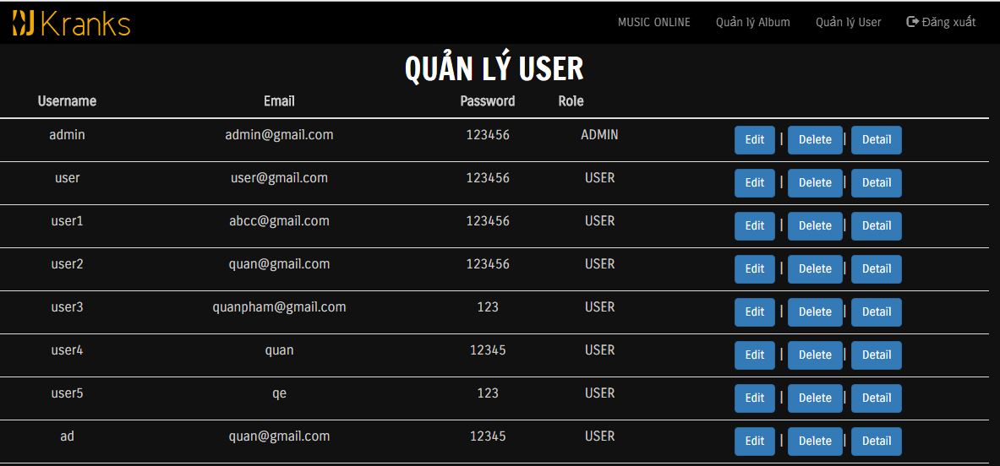 DJ Kranks MUSIC ONLINE Quản lý Album Quản lý User Đăng xuất
QUẢN LÝ USER
Username Email Password Role
admin admin@gmail.com 123456 ADMIN Edit | Delete | Detail
user user@gmail.com 123456 USER Edit | Delete | Detail
user1 abcc@gmail.com 123456 USER Edit | Delete | Detail
user2 quan@gmail.com 123456 USER Edit | Delete | Detail
user3 quanpham@gmail.com 123 USER Edit | Delete | Detail
user4 quan 12345 USER Edit | Delete | Detail
user5 qe 123 USER Edit | Delete | Detail
ad quan@gmail.com 12345 USER Edit | Delete | Detail